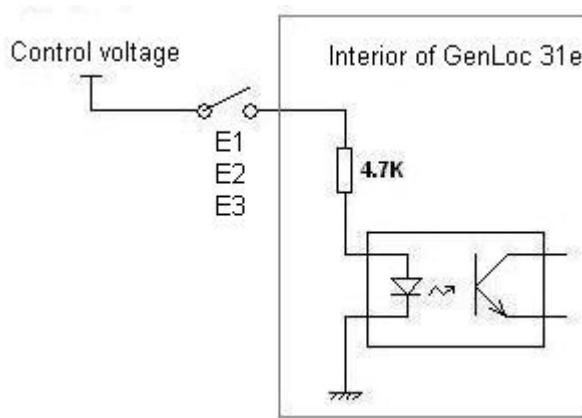 Control voltage
Interior of GenLoc 31e
E1
E2
E3
4.7K